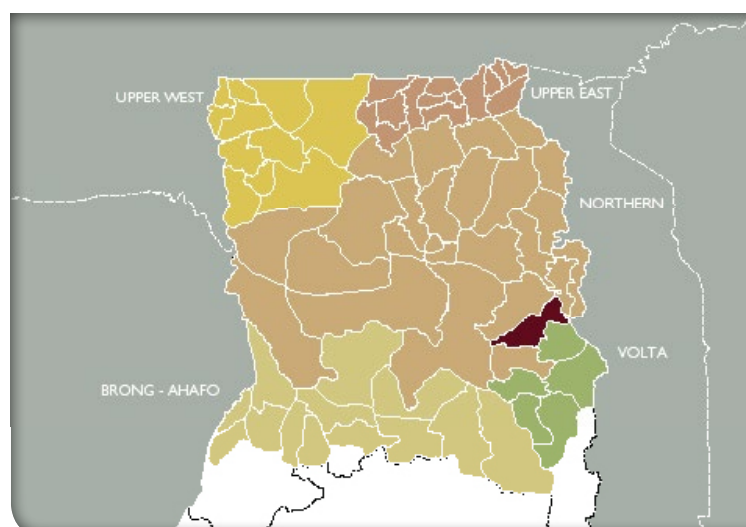 UPPER WEST
UPPER EAST
NORTHERN
VOLTA
BRONG - AHAFO